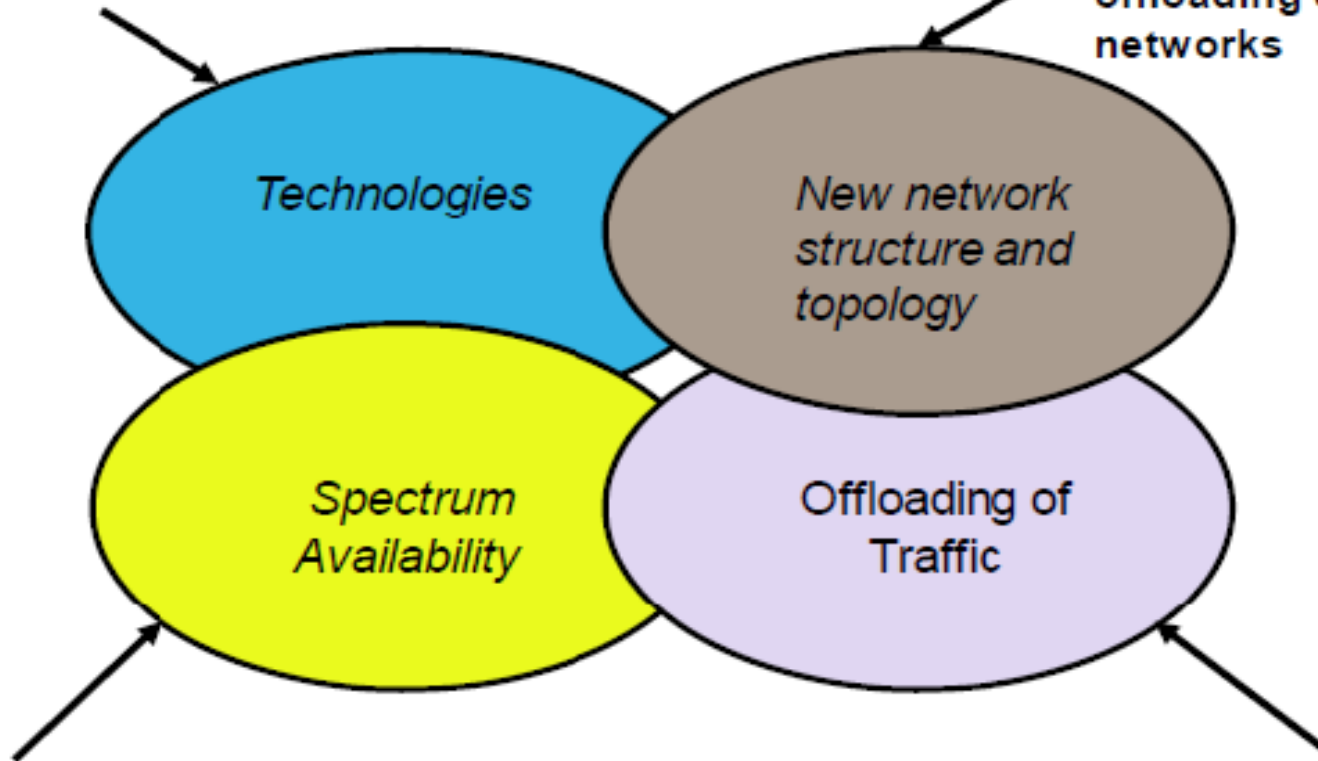 networks
Technologies
New network
structure and
topology
Spectrum
Availability
Offloading of
Traffic